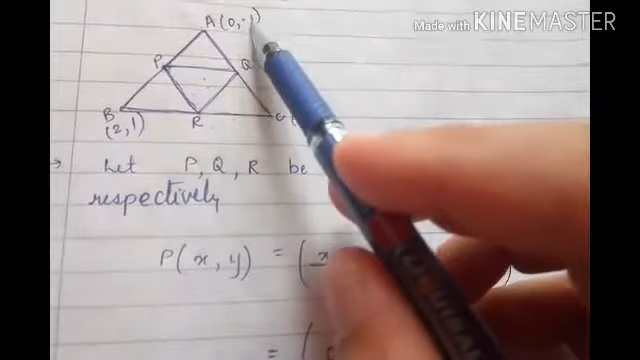 Made with KINEMASTER
A (0,-1)
P Q
B R C (
(2,1)
→ Let P, Q, R be
respectively
P(x, y) = ( x
= (